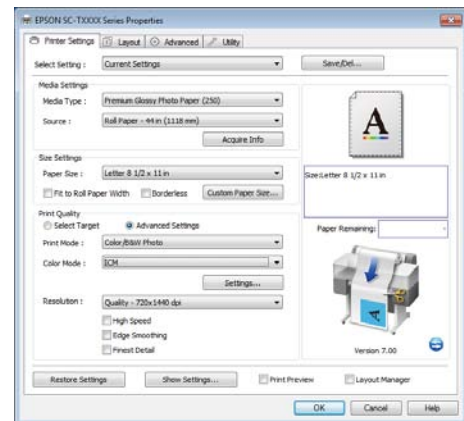 EPSON SC-TXXXX Series Properties
Printer Settings Layout Advanced Utility
Select Setting : Current Settings Save/Del...
Media Settings
Media Type : Premium Glossy Photo Paper (250)
Source : Roll Paper - 44 in (1118 mm)
Acquire Info
A
Size Settings
Paper Size : Letter 8 1/2 x 11 in
Size:Letter 8 1/2 x 11 in
Fit to Roll Paper Width Borderless Custom Paper Size...
Print Quality
Select Target Advanced Settings
Paper Remaining:
Print Mode : Color/B&W Photo
Color Mode : ICM
Settings...
Resolution : Quality - 720x1440 dpi
High Speed
Edge Smoothing
Finest Detail
A
Version 7.00
Restore Settings Show Settings... Print Preview Layout Manager
OK Cancel Help